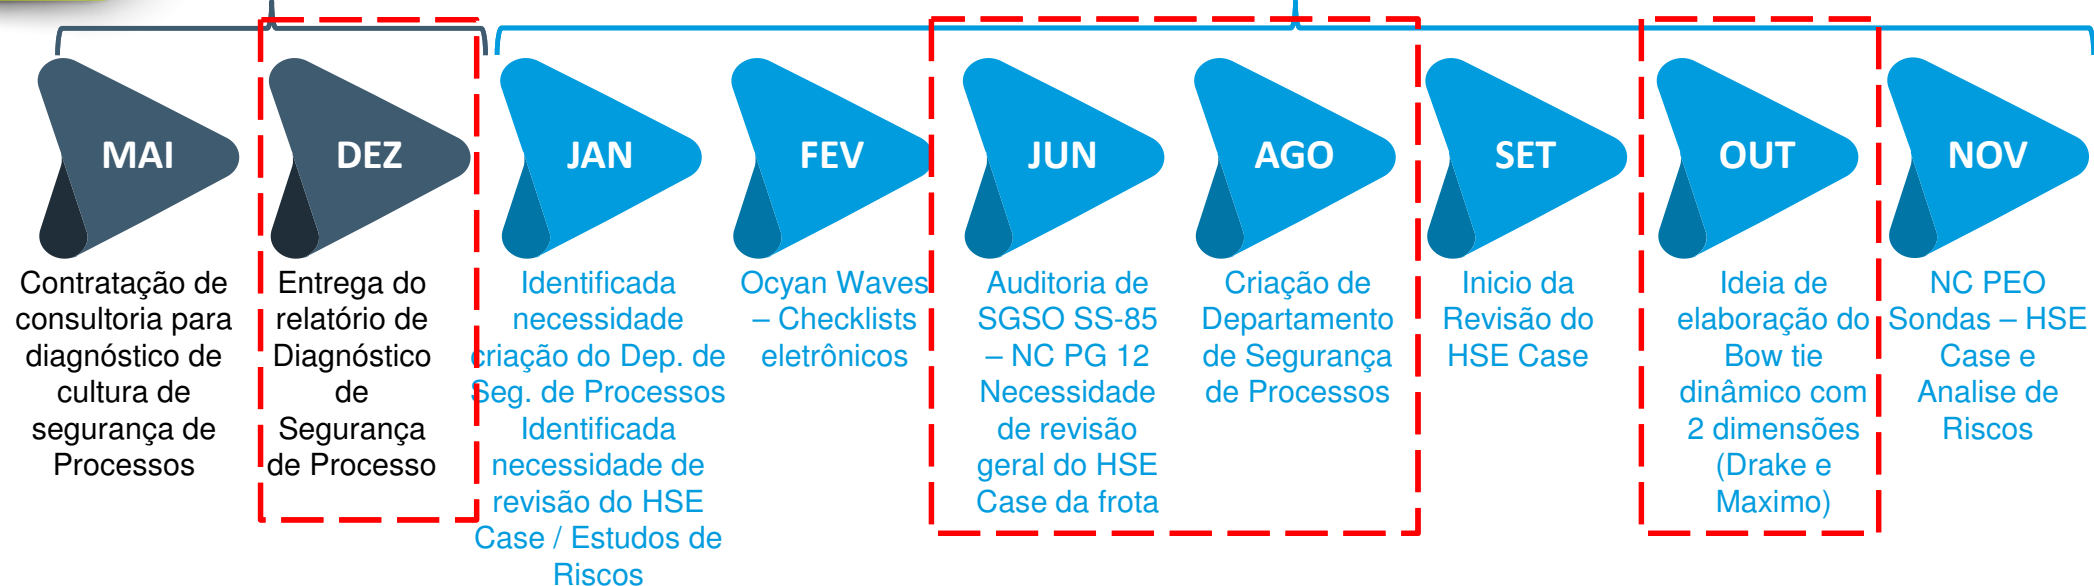 MAI
DEZ
JAN
FEV
JUN
AGO
SET
OUT
NOV
Contratação de
consultoria para
diagnóstico de
cultura de
segurança de
Processos
Entrega do
relatório de
Diagnóstico
de
Segurança
de Processo
Identificada
necessidade
criação do Dep. de
Seg. de Processos
Identificada
necessidade de
revisão do HSE
Case / Estudos de
Riscos
Ocyan Waves
– Checklists
eletrônicos
Auditoria de
SGSO SS-85
– NC PG 12
Necessidade
de revisão
geral do HSE
Case da frota
Criação de
Departamento
de Segurança
de Processos
Inicio da
Revisão do
HSE Case
Ideia de
elaboração do
Bow tie
dinâmico com
2 dimensões
(Drake e
Maximo)
NC PEO
Sondas – HSE
Case e
Analise de
Riscos